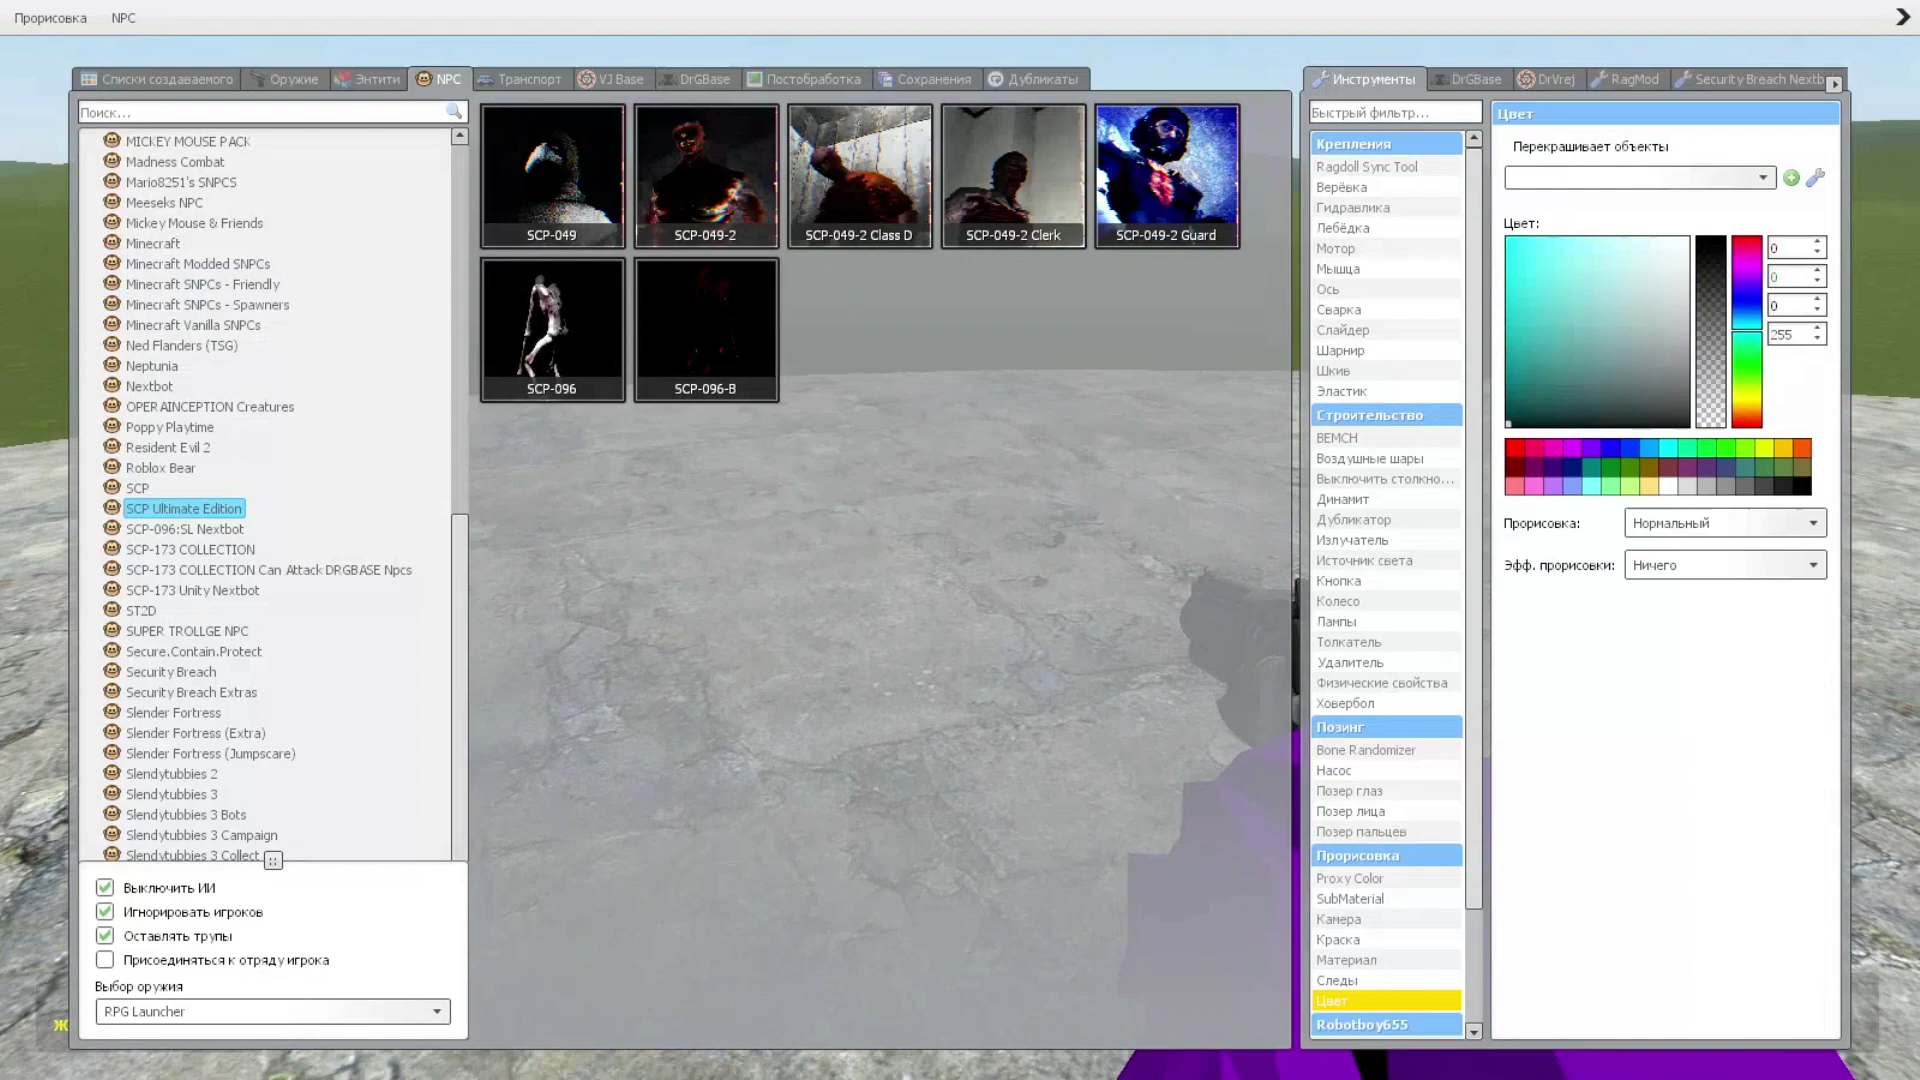 Прорисовка NPC
Списки создаваемого Оружие Энтити NPC Транспорт VJ Base DrGBase Постобработка Сохранения Дубликаты
Поиск...
MICKEY MOUSE PACK
Madness Combat
Mario8251's SNPCS
Meeseks NPC
Mickey Mouse & Friends
Minecraft
Minecraft Modded SNPCs
Minecraft SNPCs - Friendly
Minecraft SNPCs - Spawners
Minecraft Vanilla SNPCs
Ned Flanders (TSG)
Neptunia
Nextbot
OPERAINCEPTION Creatures
Poppy Playtime
Resident Evil 2
Roblox Bear
SCP
SCP Ultimate Edition
SCP-096:SL Nextbot
SCP-173 COLLECTION
SCP-173 COLLECTION Can Attack DRGBASE Npcs
SCP-173 Unity Nextbot
ST2D
SUPER TROLLGE NPC
Secure.Contain.Protect
Security Breach
Security Breach Extras
Slender Fortress
Slender Fortress (Extra)
Slender Fortress (Jumpscare)
Slendytubbies 2
Slendytubbies 3
Slendytubbies 3 Bots
Slendytubbies 3 Campaign
Slendytubbies 3 Collect
Выключить ИИ
Игнорировать игроков
Оставлять трупы
Присоединяться к отряду игрока
Выбор оружия
RPG Launcher
Ж
SCP-049 SCP-049-2 SCP-049-2 Class D SCP-049-2 Clerk SCP-049-2 Guard
SCP-096 SCP-096-B
Инструменты DrGBase DrVrej RagMod Security Breach Nextb
Быстрый фильтр...
Крепления
Ragdoll Sync Tool
Верёвка
Гидравлика
Лебёдка
Мотор
Мышца
Ось
Сварка
Слайдер
Шарнир
Шкив
Эластик
Строительство
ВЕМСН
Воздушные шары
Выключить столкно...
Динамит
Дубликатор
Излучатель
Источник света
Кнопка
Колесо
Лампы
Толкатель
Удалитель
Физические свойства
Ховербол
Позинг
Bone Randomizer
Насос
Позер глаз
Позер лица
Позер пальцев
Прорисовка
Proxy Color
SubMaterial
Камера
Краска
Материал
Следы
Цвет
Robotboy655
Цвет
Перекрашивает объекты
Цвет:
0
0
0
255
Прорисовка: Нормальный
Эфф. прорисовки: Ничего